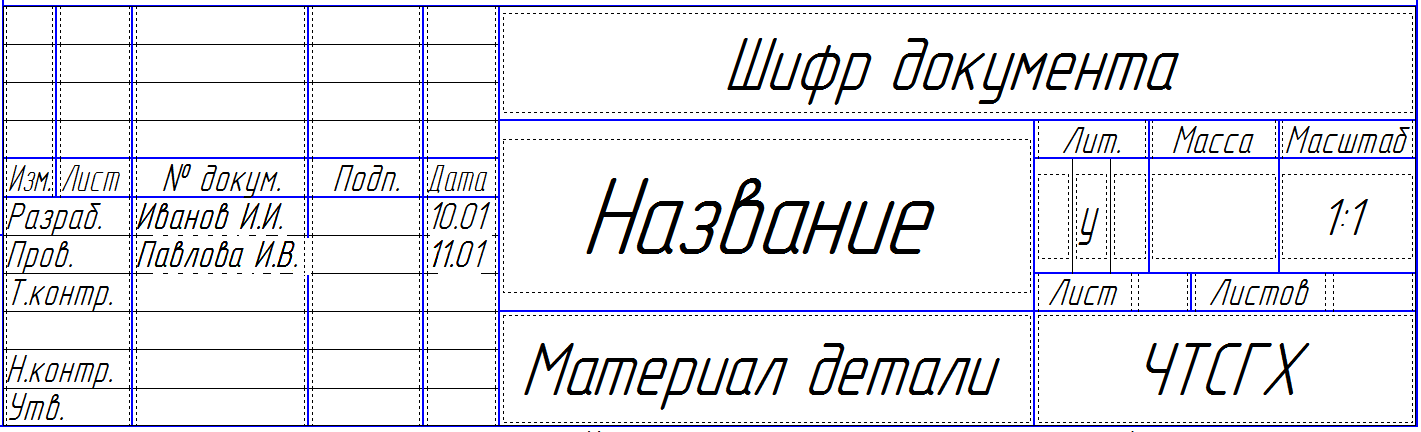 Шифр документа
Лит. Масса Масштаб
Изм. Лист № докум. Подп. Дата
Разраб. Иванов И.И. 10.01
Название
у 1:1
Пров. Павлова И.В. 11.01
Т.контр.
Лист Листов
Н.контр.
Материал детали
ЧТСГХ
Утв.